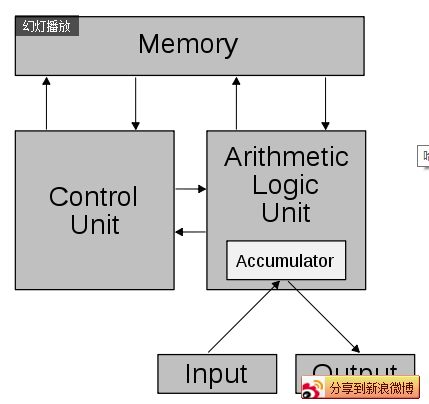 幻灯播放
Memory
Control
Unit
Arithmetic
Logic
Unit
Accumulator
Input
Output
分享到新浪微博